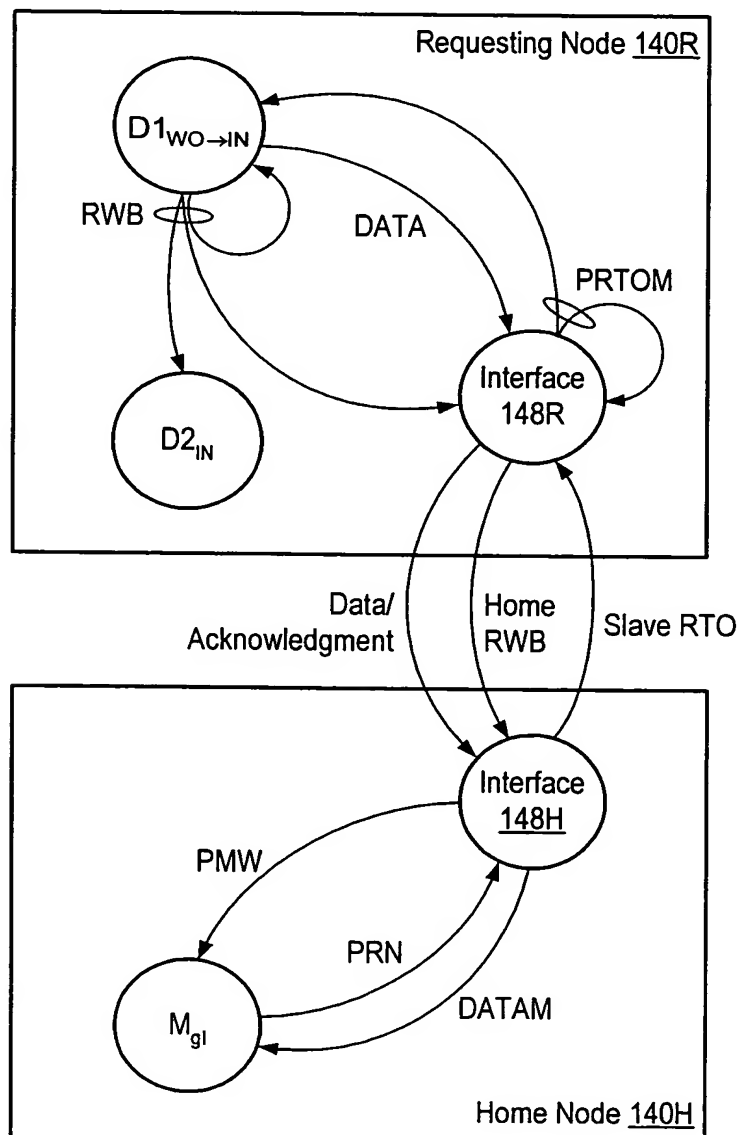 Requesting Node 140R
D1WO→IN
RWB
DATA
PRTOM
Interface
148R
D2IN
Data/
Acknowledgment
Home
RWB
Slave RTO
Interface
148H
PMW
PRN
DATAM
Mgl
Home Node 140H